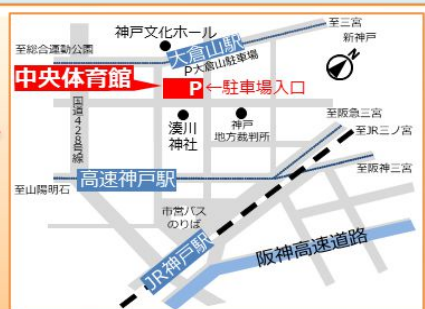 至三宮
新神戸
神戸文化ホール
至総合運動公園
大倉山駅
P大倉山駐車場
中央体育館
P
←駐車場入口
国道428号線
湊川
神社
神戸
地方裁判所
至阪急三宮
至JR三ノ宮
至阪神三宮
高速神戸駅
至山陽明石
市営バス
のりば
JR神戸駅
阪神高速道路